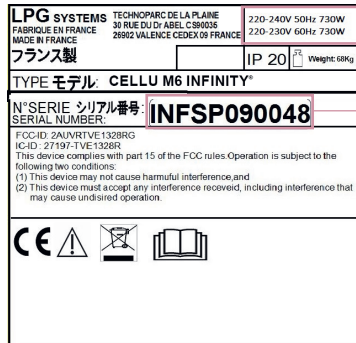 LPG SYSTEMS
FABRIQUE EN FRANCE
MADE IN FRANCE
フランス製
TECHNOPARC DE LA PLAINE
30 RUE DU Dr ABEL CS90035
26902 VALENCE CEDEX 09 FRANCE
220-240V 50Hz 730W
220-230V 60Hz 730W
IP 20
Weight: 68Kg
TYPE モデル: CELLU M6 INFINITY®
N°SERIE シリアル番号:
SERIAL NUMBER:
INFSP090048
FCC-ID: 2AUVRTVE1328RG
IC-ID: 27197-TVE1328R
This device complies with part 15 of the FCC rules.Operation is subject to the
following two conditions:
(1) This device may not cause harmuful interference,and
(2) This device must accept any interference receveid, including interference that
may cause undisired operation.
CE